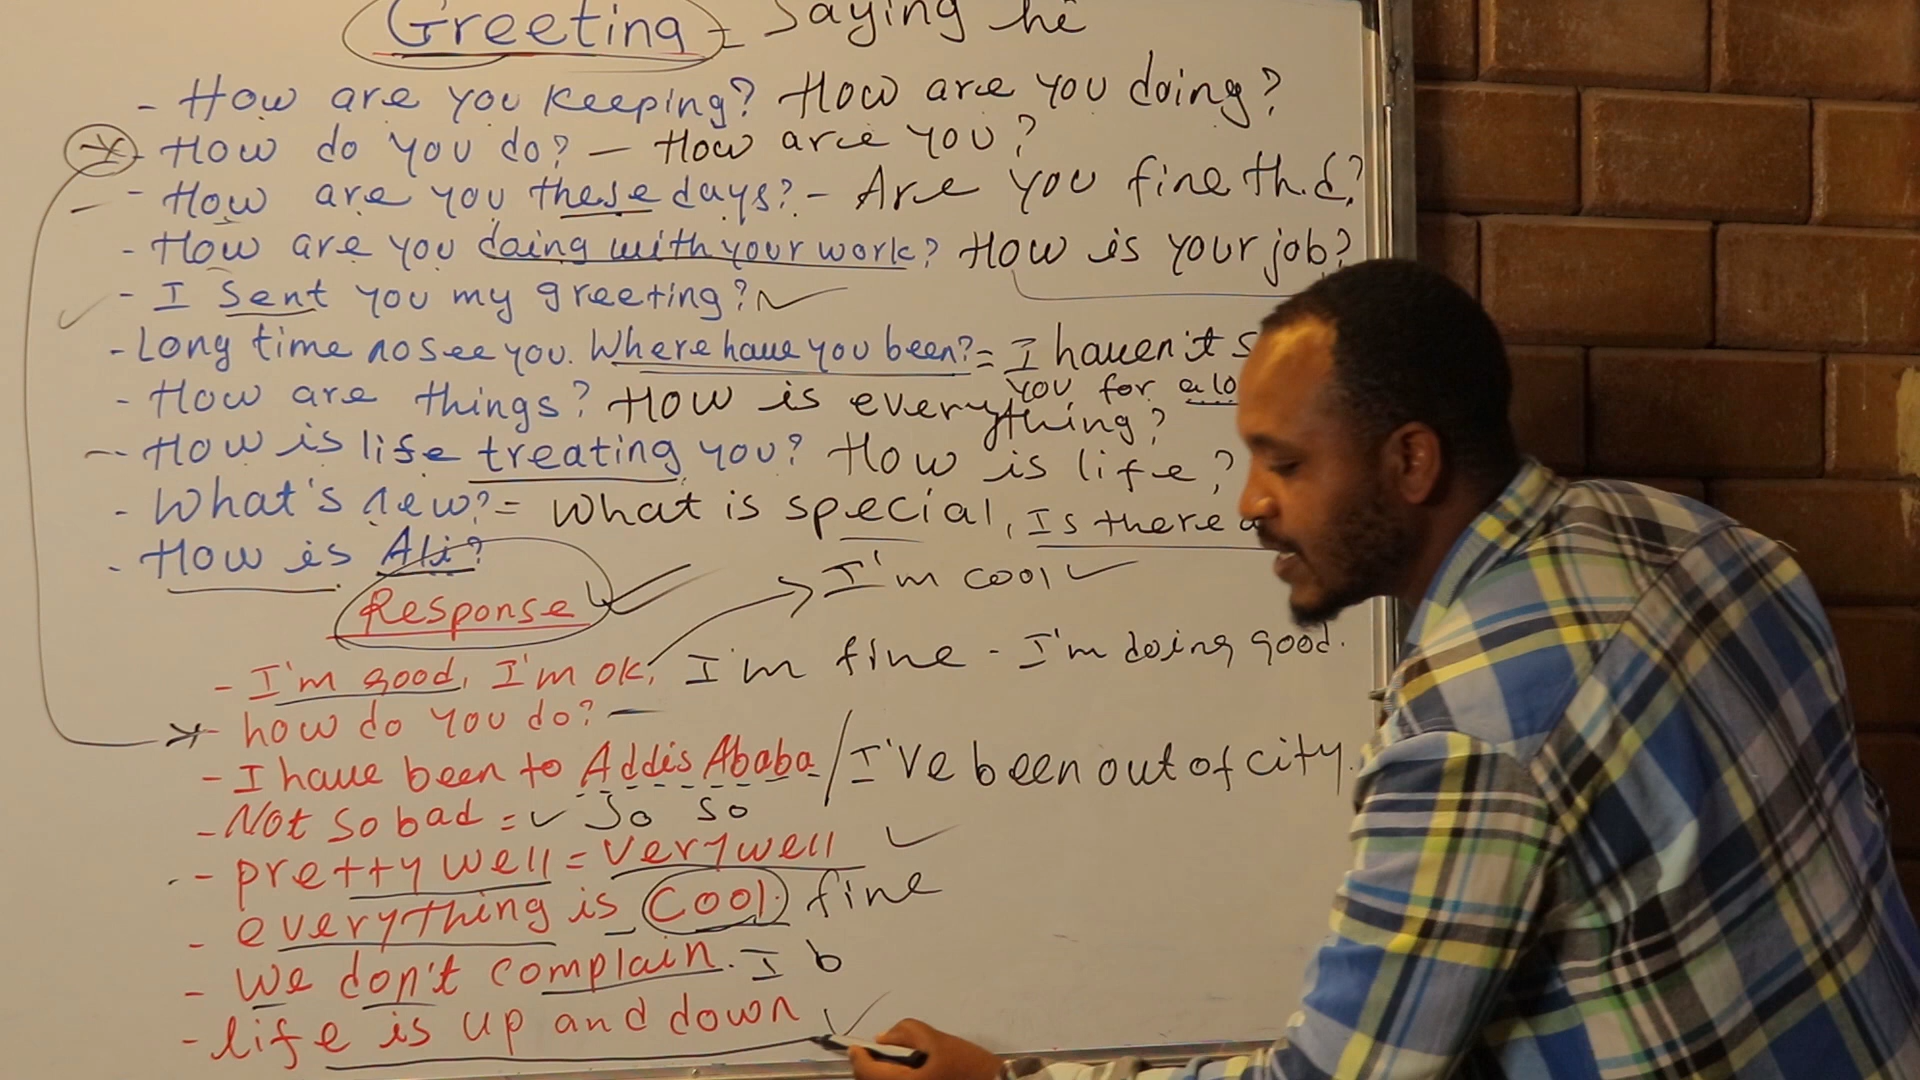 Greeting = Saying hi
- How are you keeping? How are you doing?
- How do you do? - How are you?
- How are you these days? - Are you fine th.d?
- How are you doing with your work? How is your job?
- I sent you my greeting?
- Long time no see you. Where have you been? = I haven't s
you for a lo
- How are things? How is everything?
- How is life treating you? How is life?
- What's new? = What is special, Is there a
- How is Ali?
Response
I'm cool
- I'm good, I'm ok, I'm fine - I'm doing good.
- how do you do? -
- I have been to Addis Ababa / I've been out of city.
- Not so bad = So so
- pretty well = very well
- everything is cool. fine
- We don't complain. I b
- life is up and down